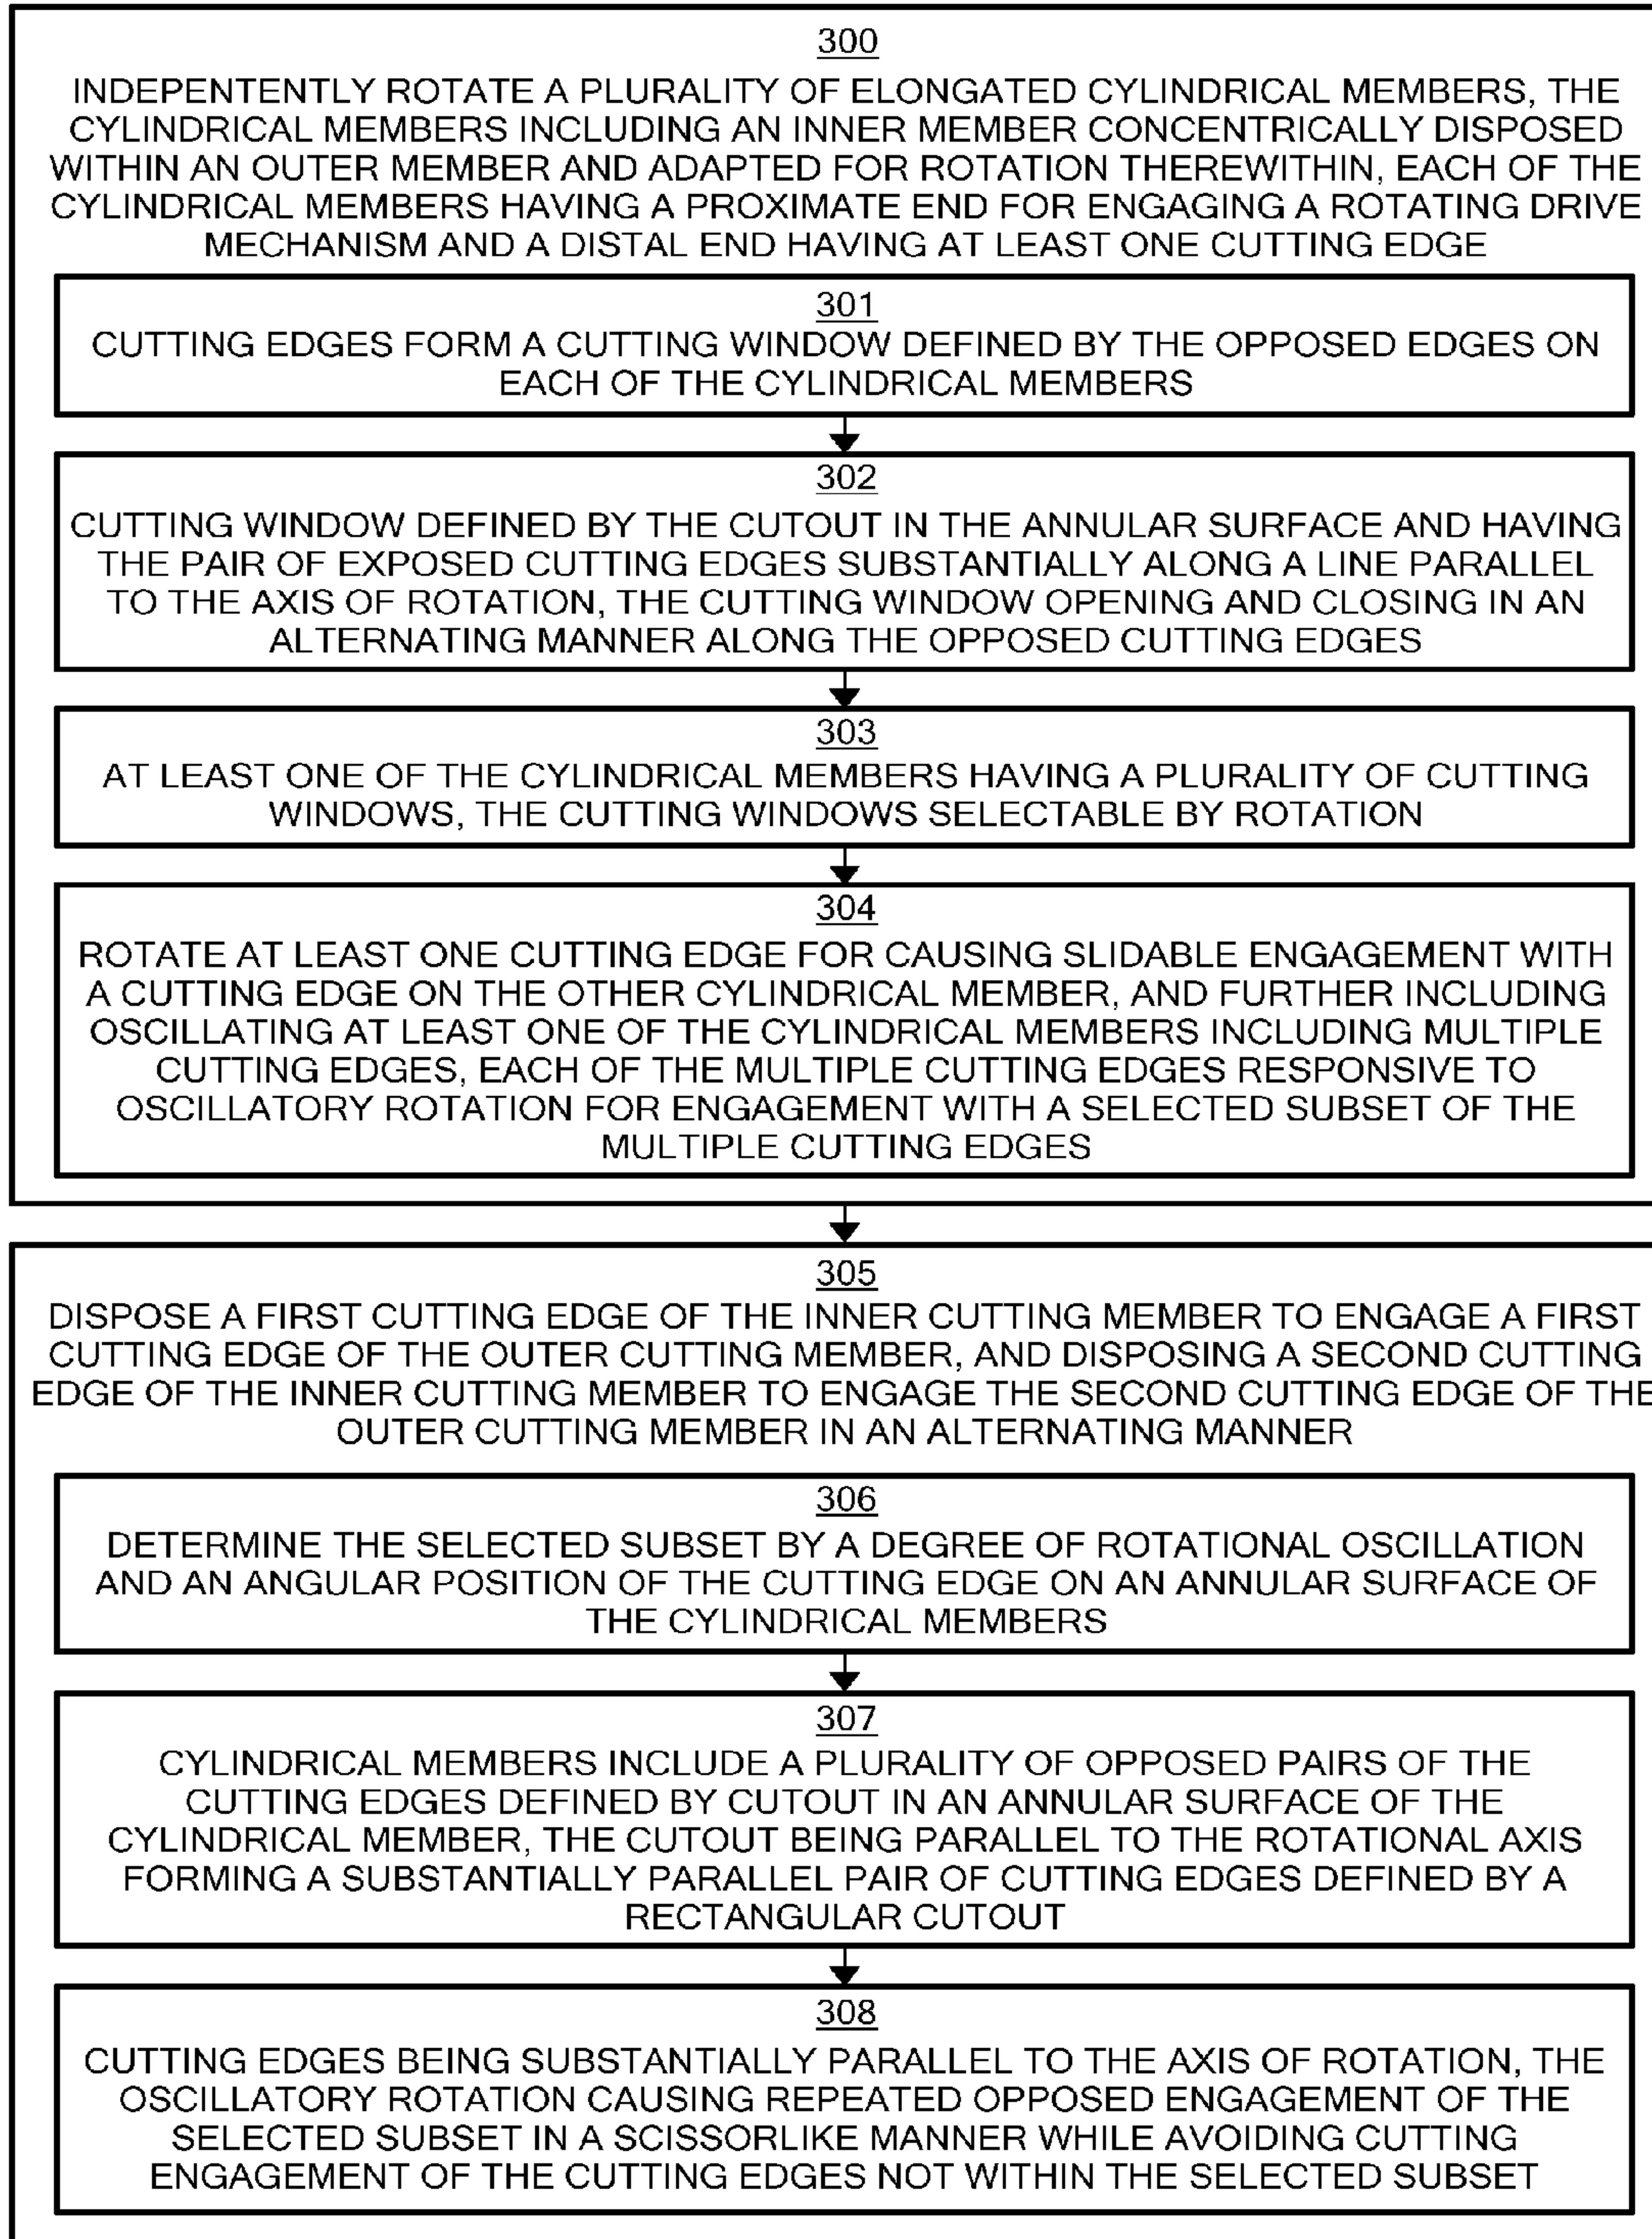 300
INDEPENTENTLY ROTATE A PLURALITY OF ELONGATED CYLINDRICAL MEMBERS, THE
CYLINDRICAL MEMBERS INCLUDING AN INNER MEMBER CONCENTRICALLY DISPOSED
WITHIN AN OUTER MEMBER AND ADAPTED FOR ROTATION THEREWITHIN, EACH OF THE
CYLINDRICAL MEMBERS HAVING A PROXIMATE END FOR ENGAGING A ROTATING DRIVE
MECHANISM AND A DISTAL END HAVING AT LEAST ONE CUTTING EDGE
301
CUTTING EDGES FORM A CUTTING WINDOW DEFINED BY THE OPPOSED EDGES ON
EACH OF THE CYLINDRICAL MEMBERS
302
CUTTING WINDOW DEFINED BY THE CUTOUT IN THE ANNULAR SURFACE AND HAVING
THE PAIR OF EXPOSED CUTTING EDGES SUBSTANTIALLY ALONG A LINE PARALLEL
TO THE AXIS OF ROTATION, THE CUTTING WINDOW OPENING AND CLOSING IN AN
ALTERNATING MANNER ALONG THE OPPOSED CUTTING EDGES
303
AT LEAST ONE OF THE CYLINDRICAL MEMBERS HAVING A PLURALITY OF CUTTING
WINDOWS, THE CUTTING WINDOWS SELECTABLE BY ROTATION
304
ROTATE AT LEAST ONE CUTTING EDGE FOR CAUSING SLIDABLE ENGAGEMENT WITH
A CUTTING EDGE ON THE OTHER CYLINDRICAL MEMBER, AND FURTHER INCLUDING
OSCILLATING AT LEAST ONE OF THE CYLINDRICAL MEMBERS INCLUDING MULTIPLE
CUTTING EDGES, EACH OF THE MULTIPLE CUTTING EDGES RESPONSIVE TO
OSCILLATORY ROTATION FOR ENGAGEMENT WITH A SELECTED SUBSET OF THE
MULTIPLE CUTTING EDGES
305
DISPOSE A FIRST CUTTING EDGE OF THE INNER CUTTING MEMBER TO ENGAGE A FIRST
CUTTING EDGE OF THE OUTER CUTTING MEMBER, AND DISPOSING A SECOND CUTTING
EDGE OF THE INNER CUTTING MEMBER TO ENGAGE THE SECOND CUTTING EDGE OF THE
OUTER CUTTING MEMBER IN AN ALTERNATING MANNER
306
DETERMINE THE SELECTED SUBSET BY A DEGREE OF ROTATIONAL OSCILLATION
AND AN ANGULAR POSITION OF THE CUTTING EDGE ON AN ANNULAR SURFACE OF
THE CYLINDRICAL MEMBERS
307
CYLINDRICAL MEMBERS INCLUDE A PLURALITY OF OPPOSED PAIRS OF THE
CUTTING EDGES DEFINED BY CUTOUT IN AN ANNULAR SURFACE OF THE
CYLINDRICAL MEMBER, THE CUTOUT BEING PARALLEL TO THE ROTATIONAL AXIS
FORMING A SUBSTANTIALLY PARALLEL PAIR OF CUTTING EDGES DEFINED BY A
RECTANGULAR CUTOUT
308
CUTTING EDGES BEING SUBSTANTIALLY PARALLEL TO THE AXIS OF ROTATION, THE
OSCILLATORY ROTATION CAUSING REPEATED OPPOSED ENGAGEMENT OF THE
SELECTED SUBSET IN A SCISSORLIKE MANNER WHILE AVOIDING CUTTING
ENGAGEMENT OF THE CUTTING EDGES NOT WITHIN THE SELECTED SUBSET